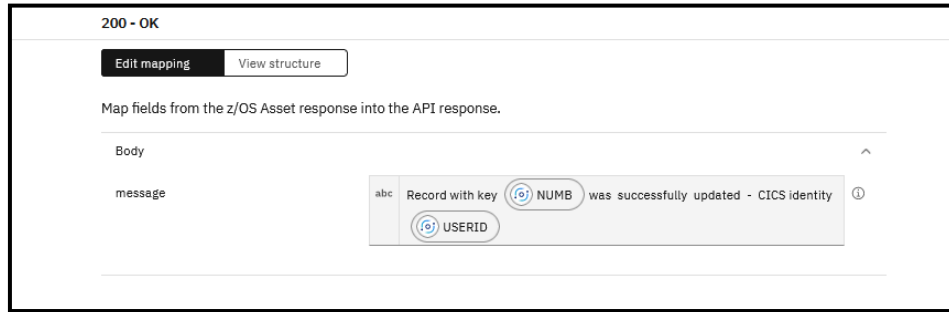 200 - OK
Edit mapping View structure
Map fields from the z/OS Asset response into the API response.
Body
message abc Record with key NUMB was successfully updated - CICS identity
USERID